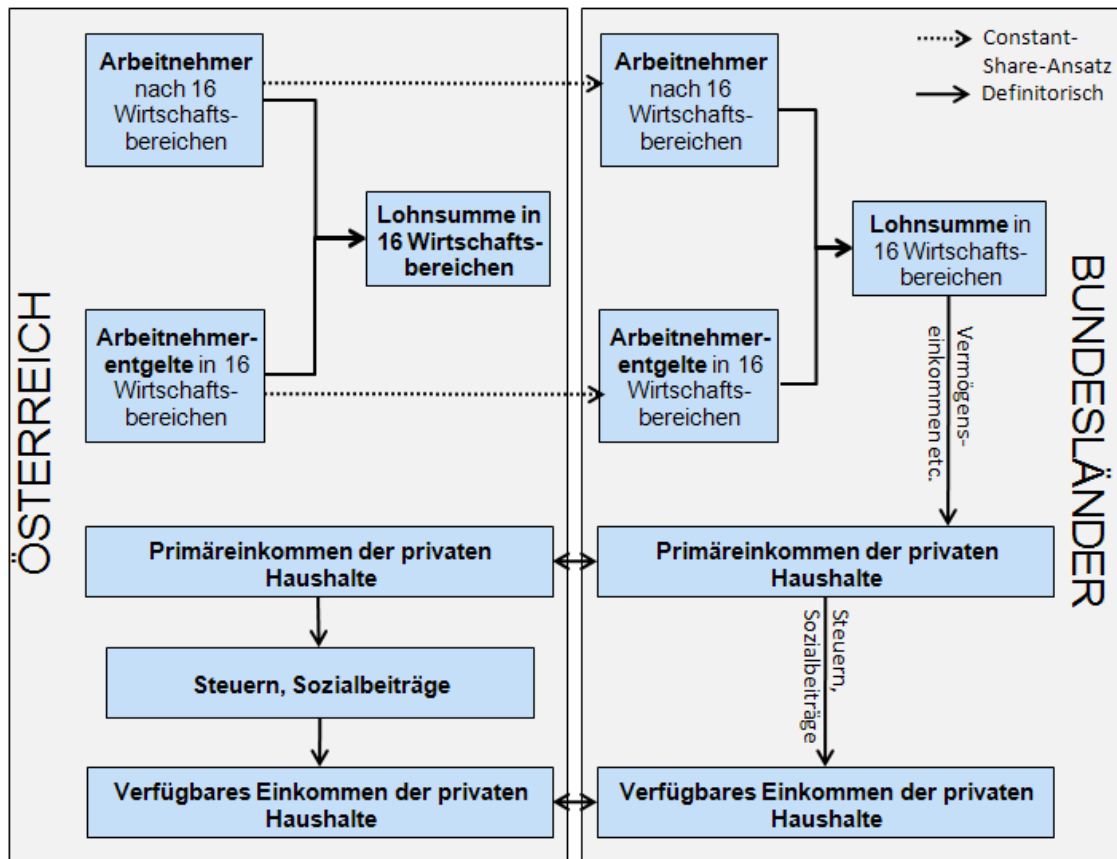 ÖSTERREICH
Arbeitnehmer
nach 16
Wirtschafts-
bereichen
Lohnsumme in
16 Wirtschafts-
bereichen
Arbeitnehmer-
entgelte in 16
Wirtschafts-
bereichen
Primäreinkommen der privaten
Haushalte
Steuern, Sozialbeiträge
Verfügbares Einkommen der privaten
Haushalte
BUNDESLÄNDER
Constant-
Share-Ansatz
Definitorisch
Arbeitnehmer
nach 16
Wirtschafts-
bereichen
Lohnsumme in
16 Wirtschafts-
bereichen
Arbeitnehmer-
entgelte in 16
Wirtschafts-
bereichen
Vermögens-
einkommen etc.
Primäreinkommen der privaten
Haushalte
Steuern,
Sozialbeiträge
Verfügbares Einkommen der privaten
Haushalte